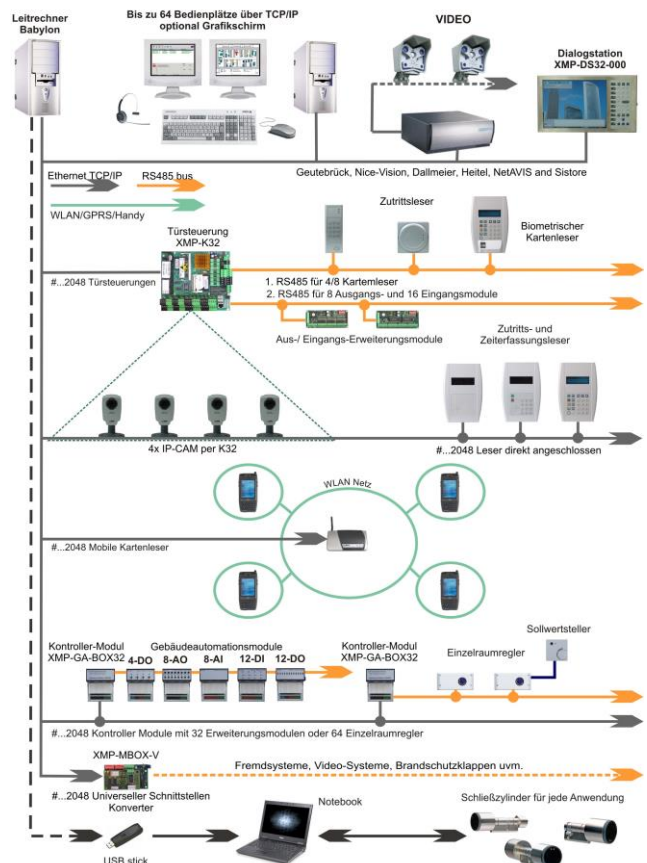 Leitrechner
Babylon
Bis zu 64 Bedienplätze über TCP/IP
optional Grafikschirm
VIDEO
Dialogstation
XMP-DS32-000
Geutebrück, Nice-Vision, Dallmeier, Heitel, NetAVIS and Sistore
Ethernet TCP/IP
RS485 bus
WLAN/GPRS/Handy
Türsteuerung
XMP-K32
Zutrittsleser
Biometrischer
Kartenleser
#...2048 Türsteuerungen
1. RS485 für 4/8 Kartemleser
2. RS485 für 8 Ausgangs- und 16 Eingangsmodule
Aus-/ Eingangs-Erweiterungsmodule
Zutritts- und
Zeiterfassungsleser
4x IP-CAM per K32
#...2048 Leser direkt angeschlossen
WLAN Netz
#...2048 Mobile Kartenleser
Kontroller-Modul
XMP-GA-BOX32
Gebäudeautomationsmodule
4-DO
8-AO
8-AI
12-DI
12-DO
Kontroller-Modul
XMP-GA-BOX32
Einzelraumregler
Sollwertsteller
#...2048 Kontroller Module mit 32 Erweiterungsmodulen oder 64 Einzelraumregler
XMP-MBOX-V
Fremdsysteme, Video-Systeme, Brandschutzklappen uvm.
#...2048 Universeller Schnittstellen
Konverter
USB stick
Notebook
Schließzylinder für jede Anwendung